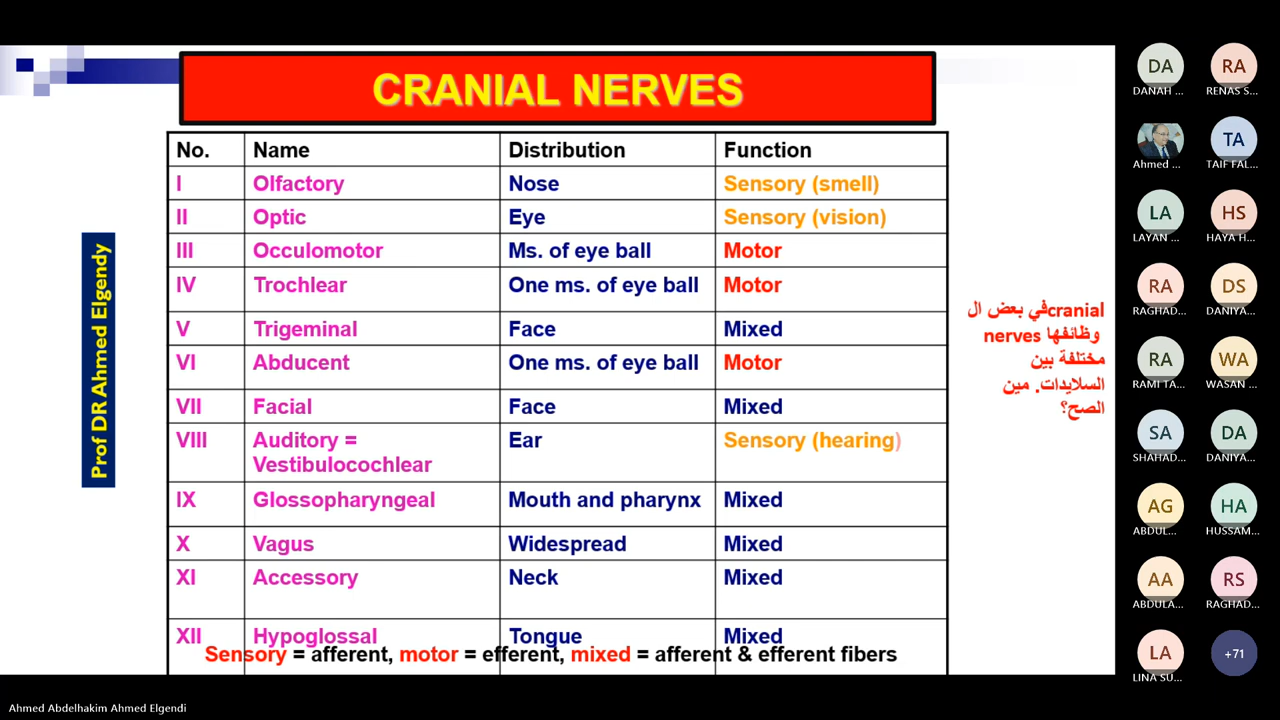 CRANIAL NERVES
No. Name Distribution Function
I Olfactory Nose Sensory (smell)
II Optic Eye Sensory (vision)
III Occulomotor Ms. of eye ball Motor
IV Trochlear One ms. of eye ball Motor
V Trigeminal Face Mixed
VI Abducent One ms. of eye ball Motor
VII Facial Face Mixed
VIII Auditory = Ear Sensory (hearing)
Vestibulocochlear
IX Glossopharyngeal Mouth and pharynx Mixed
X Vagus Widespread Mixed
XI Accessory Neck Mixed
XII Hypoglossal Tongue Mixed
Sensory = afferent, motor = efferent, mixed = afferent & efferent fibers
Prof DR Ahmed Elgendy
cranialفي بعض ال
nerves وظائفها
مختلفة بين
السلايدات. مين
الصح؟
DA RA
DANAH ... RENAS S...
TA
Ahmed ... TAIF FAL...
LA HS
LAYAN ... HAYA H...
RA DS
RAGHAD... DANIYA...
RA WA
RAMI TA... WASAN ...
SA DA
SHAHAD... DANIYA...
AG HA
ABDUL... HUSSAM...
AA RS
ABDULA... RAGHAD...
LA +71
LINA SU...
Ahmed Abdelhakim Ahmed Elgendi